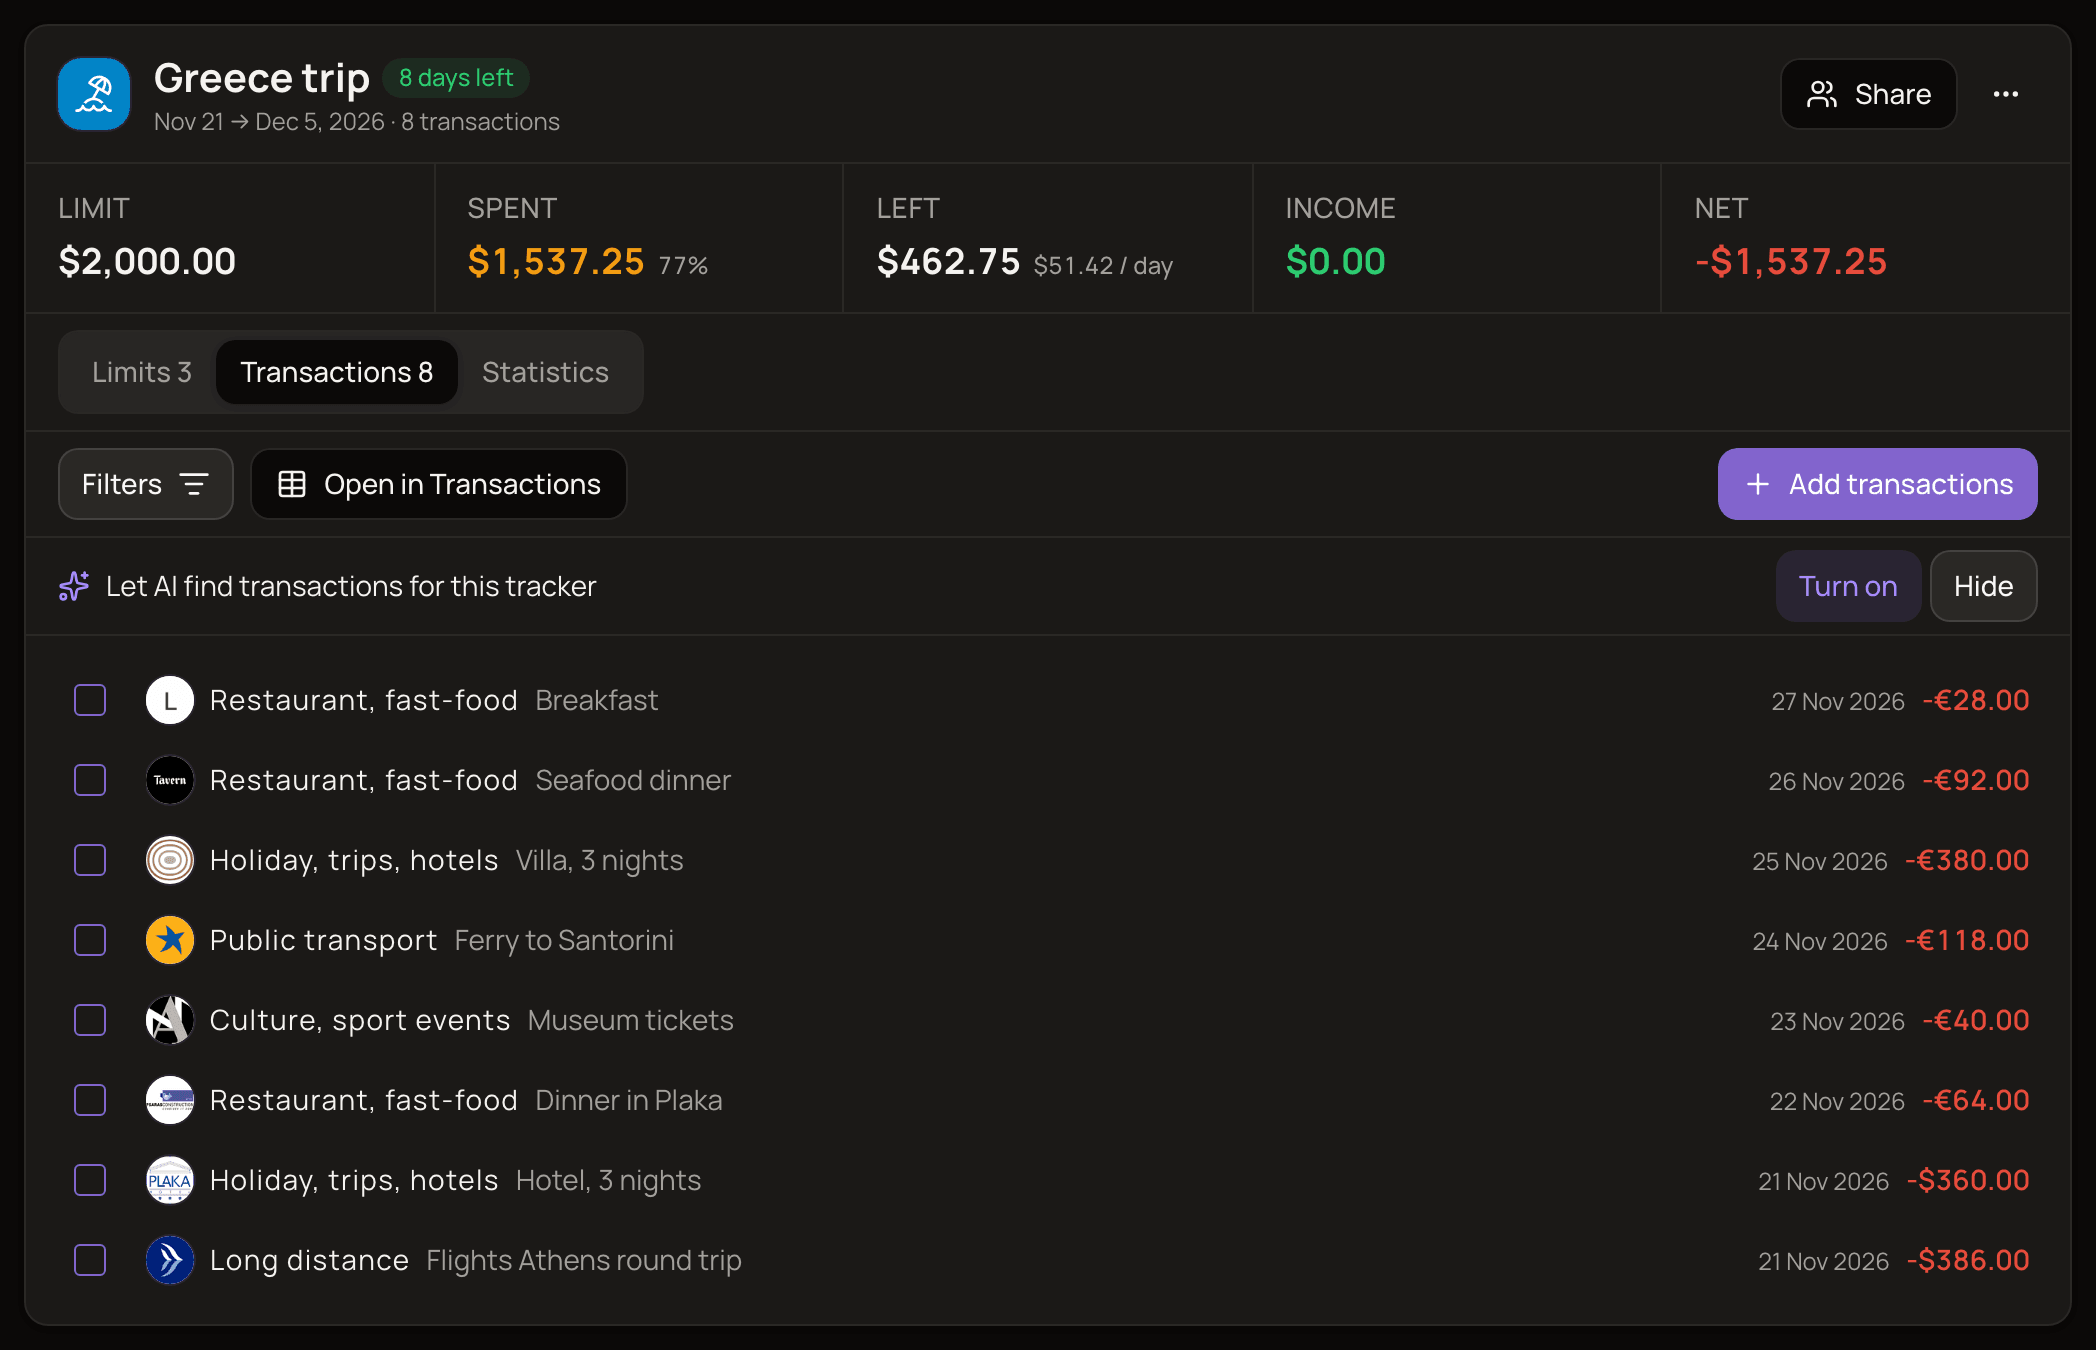 Greece trip 8 days left
Nov 21 → Dec 5, 2026 · 8 transactions
Share
LIMIT
$2,000.00
SPENT
$1,537.25 77%
LEFT
$462.75 $51.42 / day
INCOME
$0.00
NET
-$1,537.25
Limits 3 Transactions 8 Statistics
Filters Open in Transactions + Add transactions
Let AI find transactions for this tracker Turn on Hide
L Restaurant, fast-food Breakfast 27 Nov 2026 -€28.00
Tavern Restaurant, fast-food Seafood dinner 26 Nov 2026 -€92.00
Holiday, trips, hotels Villa, 3 nights 25 Nov 2026 -€380.00
Public transport Ferry to Santorini 24 Nov 2026 -€118.00
Culture, sport events Museum tickets 23 Nov 2026 -€40.00
Restaurant, fast-food Dinner in Plaka 22 Nov 2026 -€64.00
PLAKA Holiday, trips, hotels Hotel, 3 nights 21 Nov 2026 -$360.00
Long distance Flights Athens round trip 21 Nov 2026 -$386.00